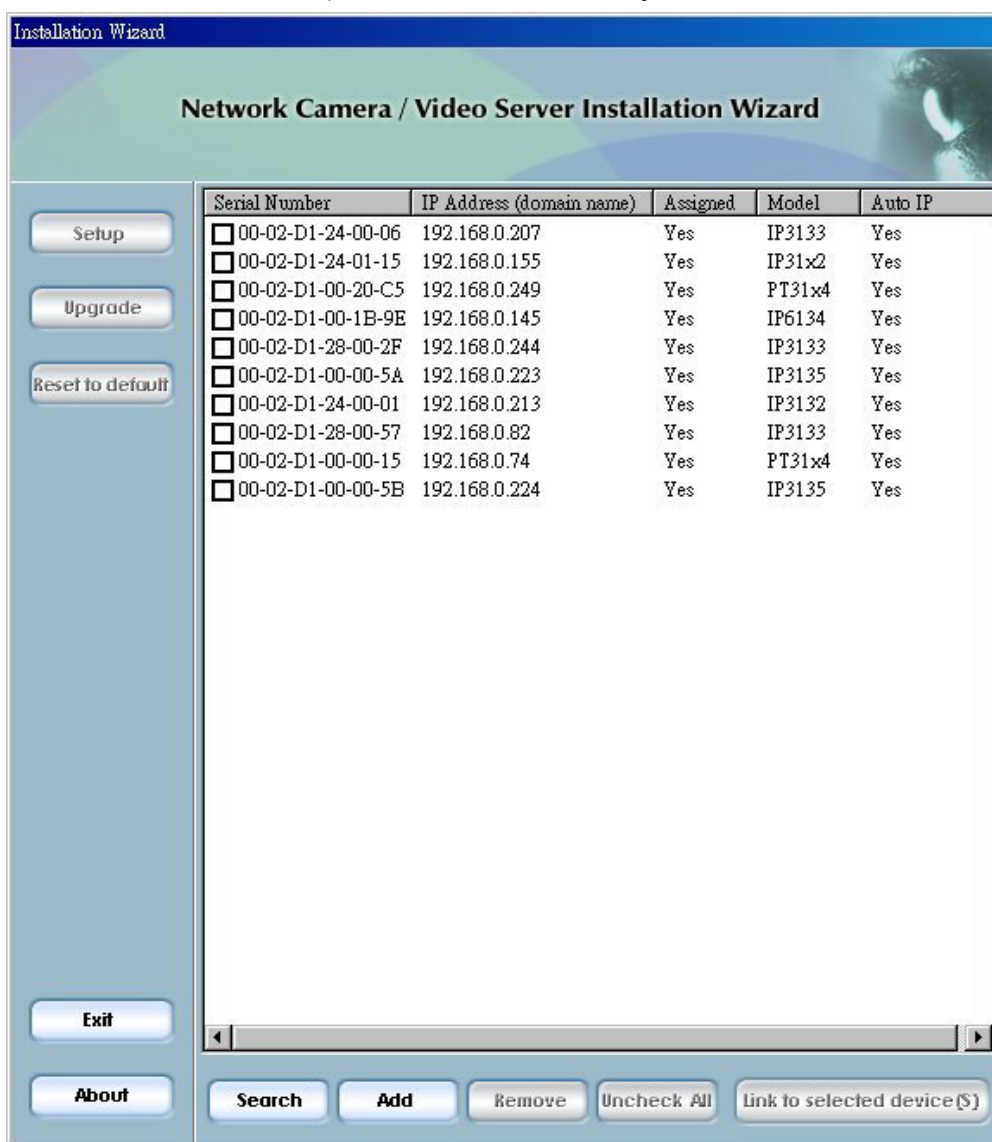 Installation Wizard
Network Camera / Video Server Installation Wizard
Setup
Upgrade
Reset to default
Serial Number IP Address (domain name) Assigned Model Auto IP
00-02-D1-24-00-06 192.168.0.207 Yes IP3133 Yes
00-02-D1-24-01-15 192.168.0.155 Yes IP31x2 Yes
00-02-D1-00-20-C5 192.168.0.249 Yes PT31x4 Yes
00-02-D1-00-1B-9E 192.168.0.145 Yes IP6134 Yes
00-02-D1-28-00-2F 192.168.0.244 Yes IP3133 Yes
00-02-D1-00-00-5A 192.168.0.223 Yes IP3135 Yes
00-02-D1-24-00-01 192.168.0.213 Yes IP3132 Yes
00-02-D1-28-00-57 192.168.0.82 Yes IP3133 Yes
00-02-D1-00-00-15 192.168.0.74 Yes PT31x4 Yes
00-02-D1-00-00-5B 192.168.0.224 Yes IP3135 Yes
Exit
About
Search Add Remove Uncheck All Link to selected device(S)